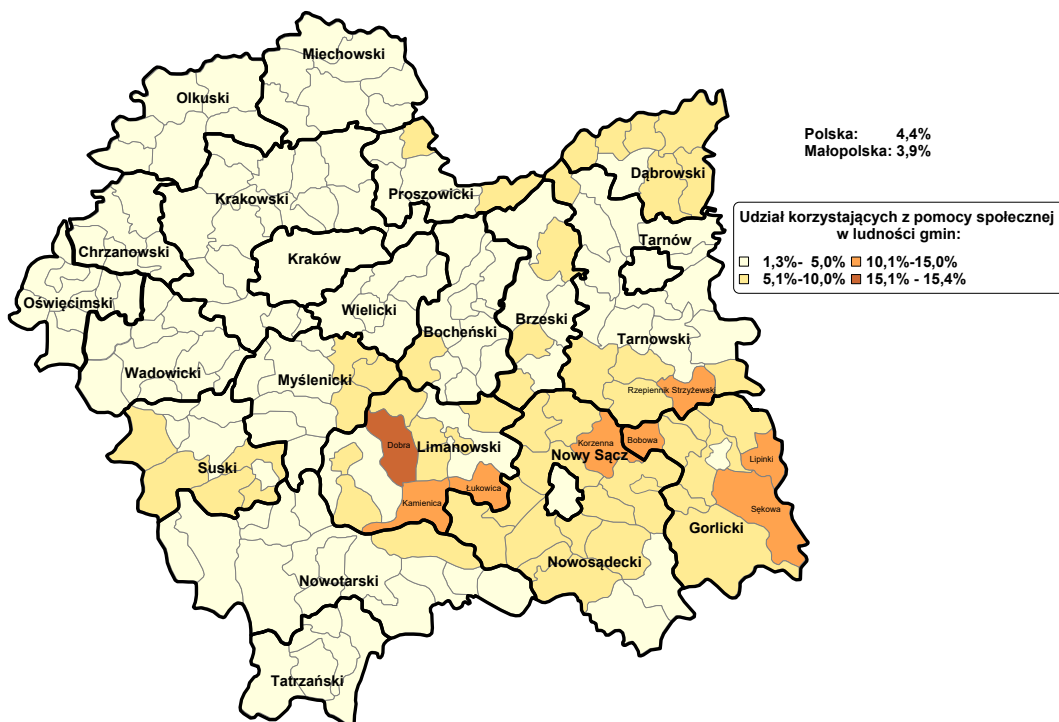 Miechowski
Olkuski
Polska: 4,4%
Małopolska: 3,9%
Dąbrowski
Proszowicki
Krakowski
Udział korzystających z pomocy społecznej
w ludności gmin:
1,3%- 5,0% 10,1%-15,0%
5,1%-10,0% 15,1% - 15,4%
Tarnów
Chrzanowski
Kraków
Oświęcimski
Wielicki
Bocheński
Brzeski
Tarnowski
Wadowicki
Myślenicki
Rzepiennik Strzyżewski
Dobra
Limanowski
Korzenna
Bobowa
Nowy Sącz
Lipinki
Suski
Łukowica
Kamienica
Sękowa
Gorlicki
Nowosądecki
Nowotarski
Tatrzański